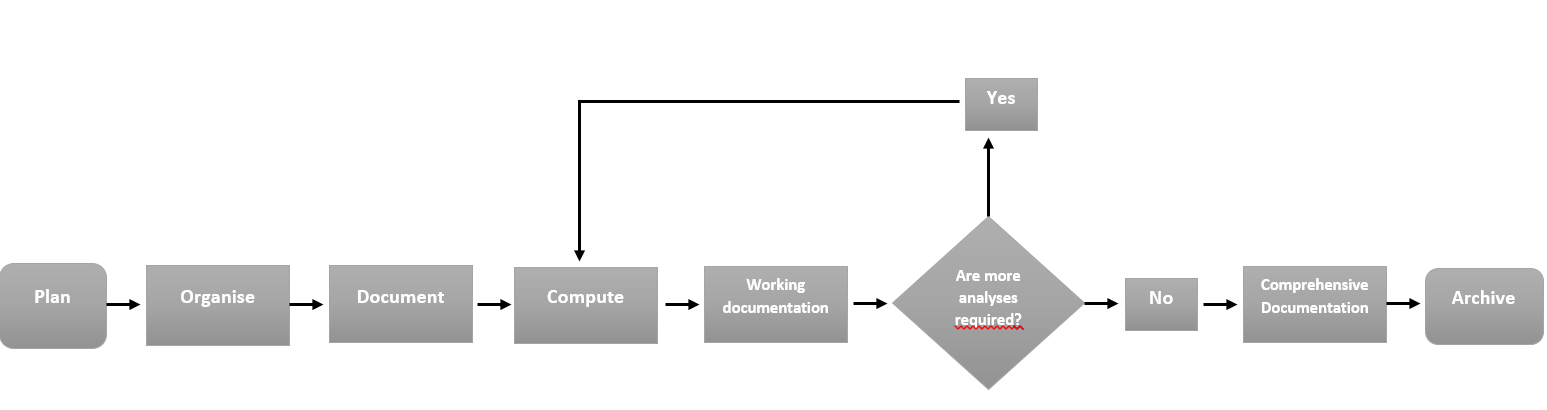 Yes
Plan
Organise
Document
Compute
Working
documentation
Are more
analyses
required?
No
Comprehensive
Documentation
Archive